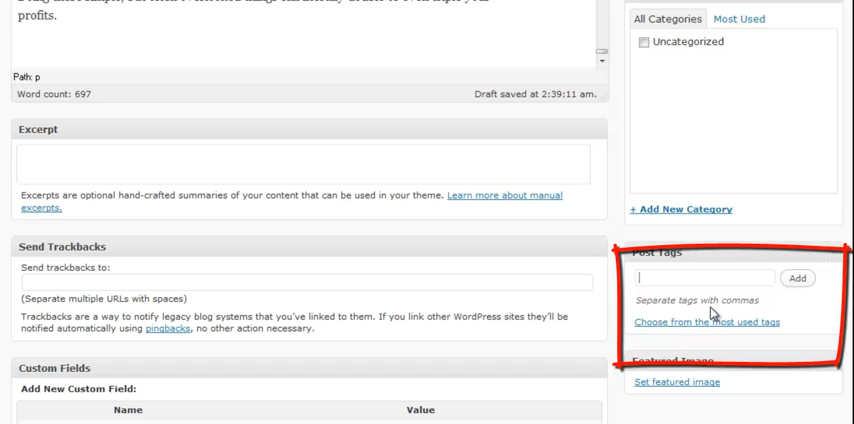 profits.
Path: p
Word count: 697
Draft saved at 2:39:11 am.
Excerpt
Excerpts are optional hand-crafted summaries of your content that can be used in your theme. Learn more about manual
excerpts.
Send Trackbacks
Send trackbacks to:
(Separate multiple URLs with spaces)
Trackbacks are a way to notify legacy blog systems that you've linked to them. If you link other WordPress sites they'll be
notified automatically using pingbacks, no other action necessary.
Custom Fields
Add New Custom Field:
Name
Value
All Categories
Most Used
Uncategorized
+ Add New Category
Post Tags
Add
Separate tags with commas
Choose from the most used tags
Featured Image
Set featured image